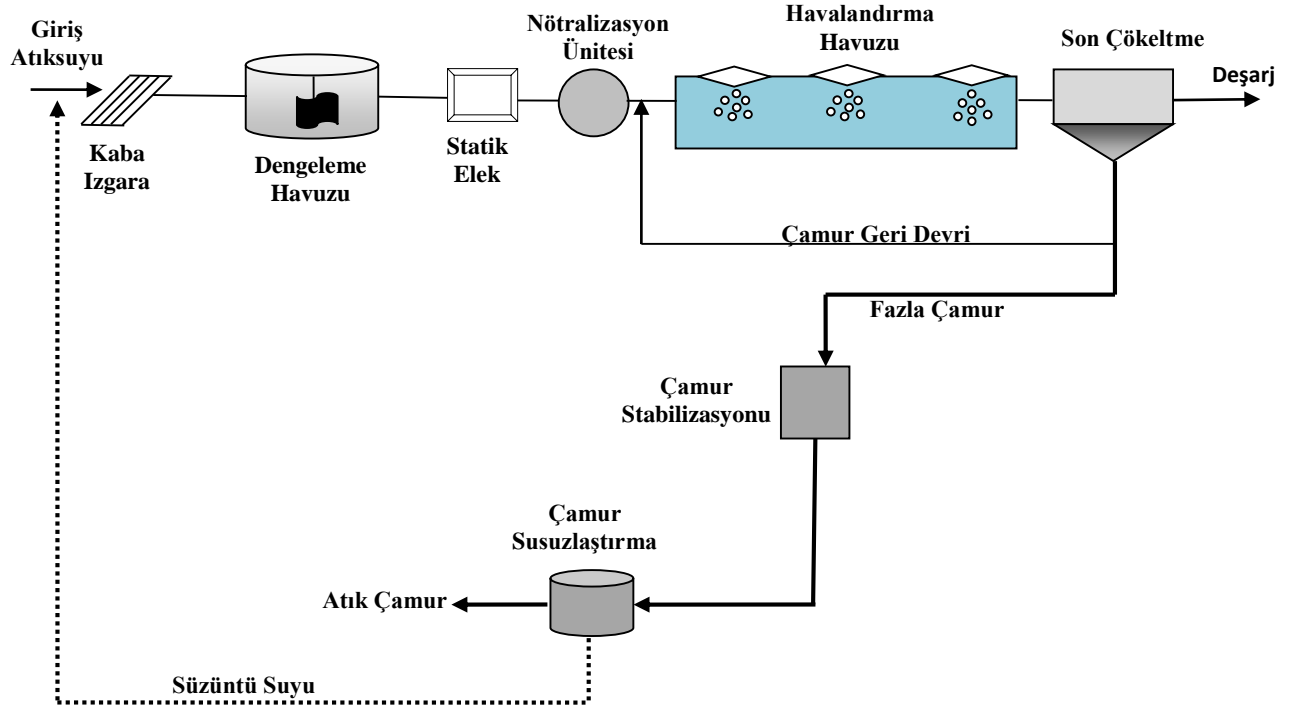 Giriş
Atıksuyu
Kaba
Izgara
Dengeleme
Havuzu
Statik
Elek
Nötralizasyon
Ünitesi
Havalandırma
Havuzu
Son Çökeltme
Deşarj
Çamur Geri Devri
Fazla Çamur
Çamur
Stabilizasyonu
Çamur
Susuzlaştırma
Atık Çamur
Süzüntü Suyu